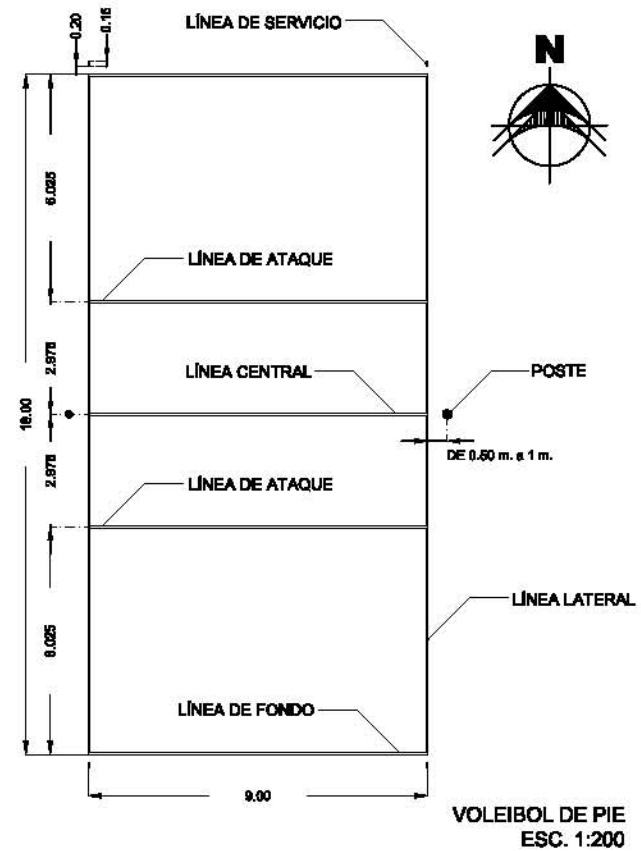 0.20
0.15
LÍNEA DE SERVICIO
N
6.025
LÍNEA DE ATAQUE
2.975
LÍNEA CENTRAL
POSTE
18.00
DE 0.50 m. a 1 m.
2.975
LÍNEA DE ATAQUE
LÍNEA LATERAL
6.025
LÍNEA DE FONDO
9.00
VOLEIBOL DE PIE
ESC. 1:200